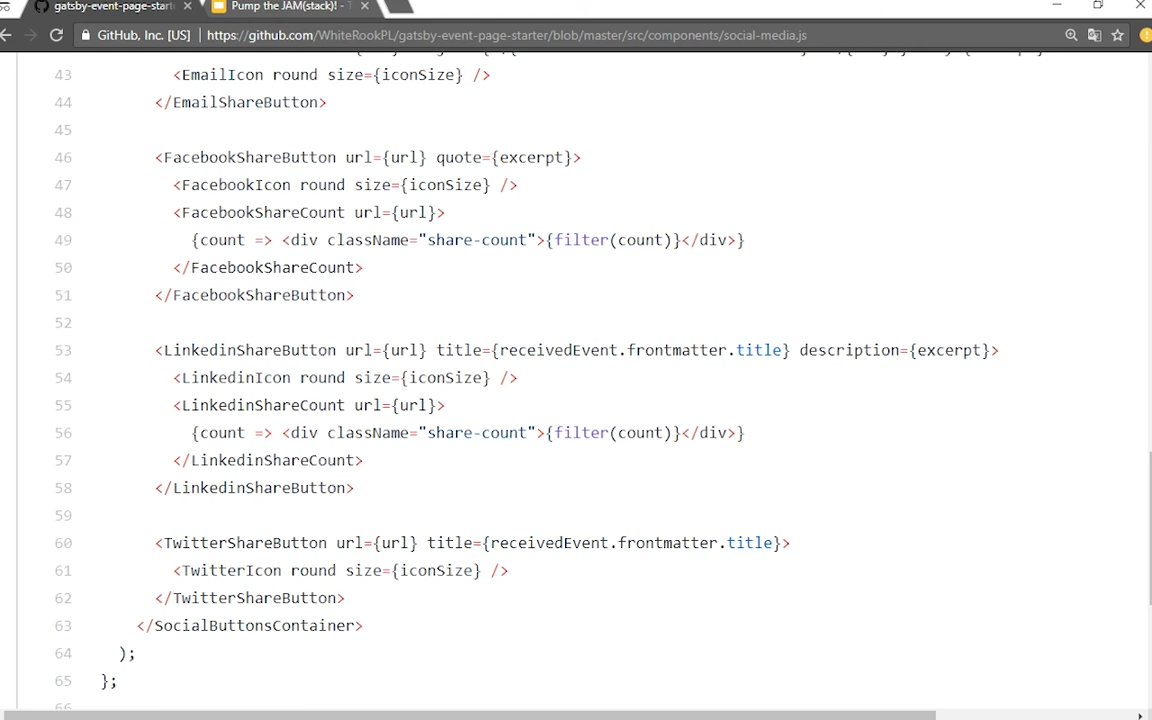 gatsby-event-page-start
Pump the JAM(stack)! - T
GitHub, Inc. [US] | https://github.com/WhiteRookPL/gatsby-event-page-starter/blob/master/src/components/social-media.js
43 <EmailIcon round size={iconSize} />
44 </EmailShareButton>
45
46 <FacebookShareButton url={url} quote={excerpt}>
47 <FacebookIcon round size={iconSize} />
48 <FacebookShareCount url={url}>
49 {count => <div className="share-count">{filter(count)}</div>}
50 </FacebookShareCount>
51 </FacebookShareButton>
52
53 <LinkedinShareButton url={url} title={receivedEvent.frontmatter.title} description={excerpt}>
54 <LinkedinIcon round size={iconSize} />
55 <LinkedinShareCount url={url}>
56 {count => <div className="share-count">{filter(count)}</div>}
57 </LinkedinShareCount>
58 </LinkedinShareButton>
59
60 <TwitterShareButton url={url} title={receivedEvent.frontmatter.title}>
61 <TwitterIcon round size={iconSize} />
62 </TwitterShareButton>
63 </SocialButtonsContainer>
64 );
65 };
66